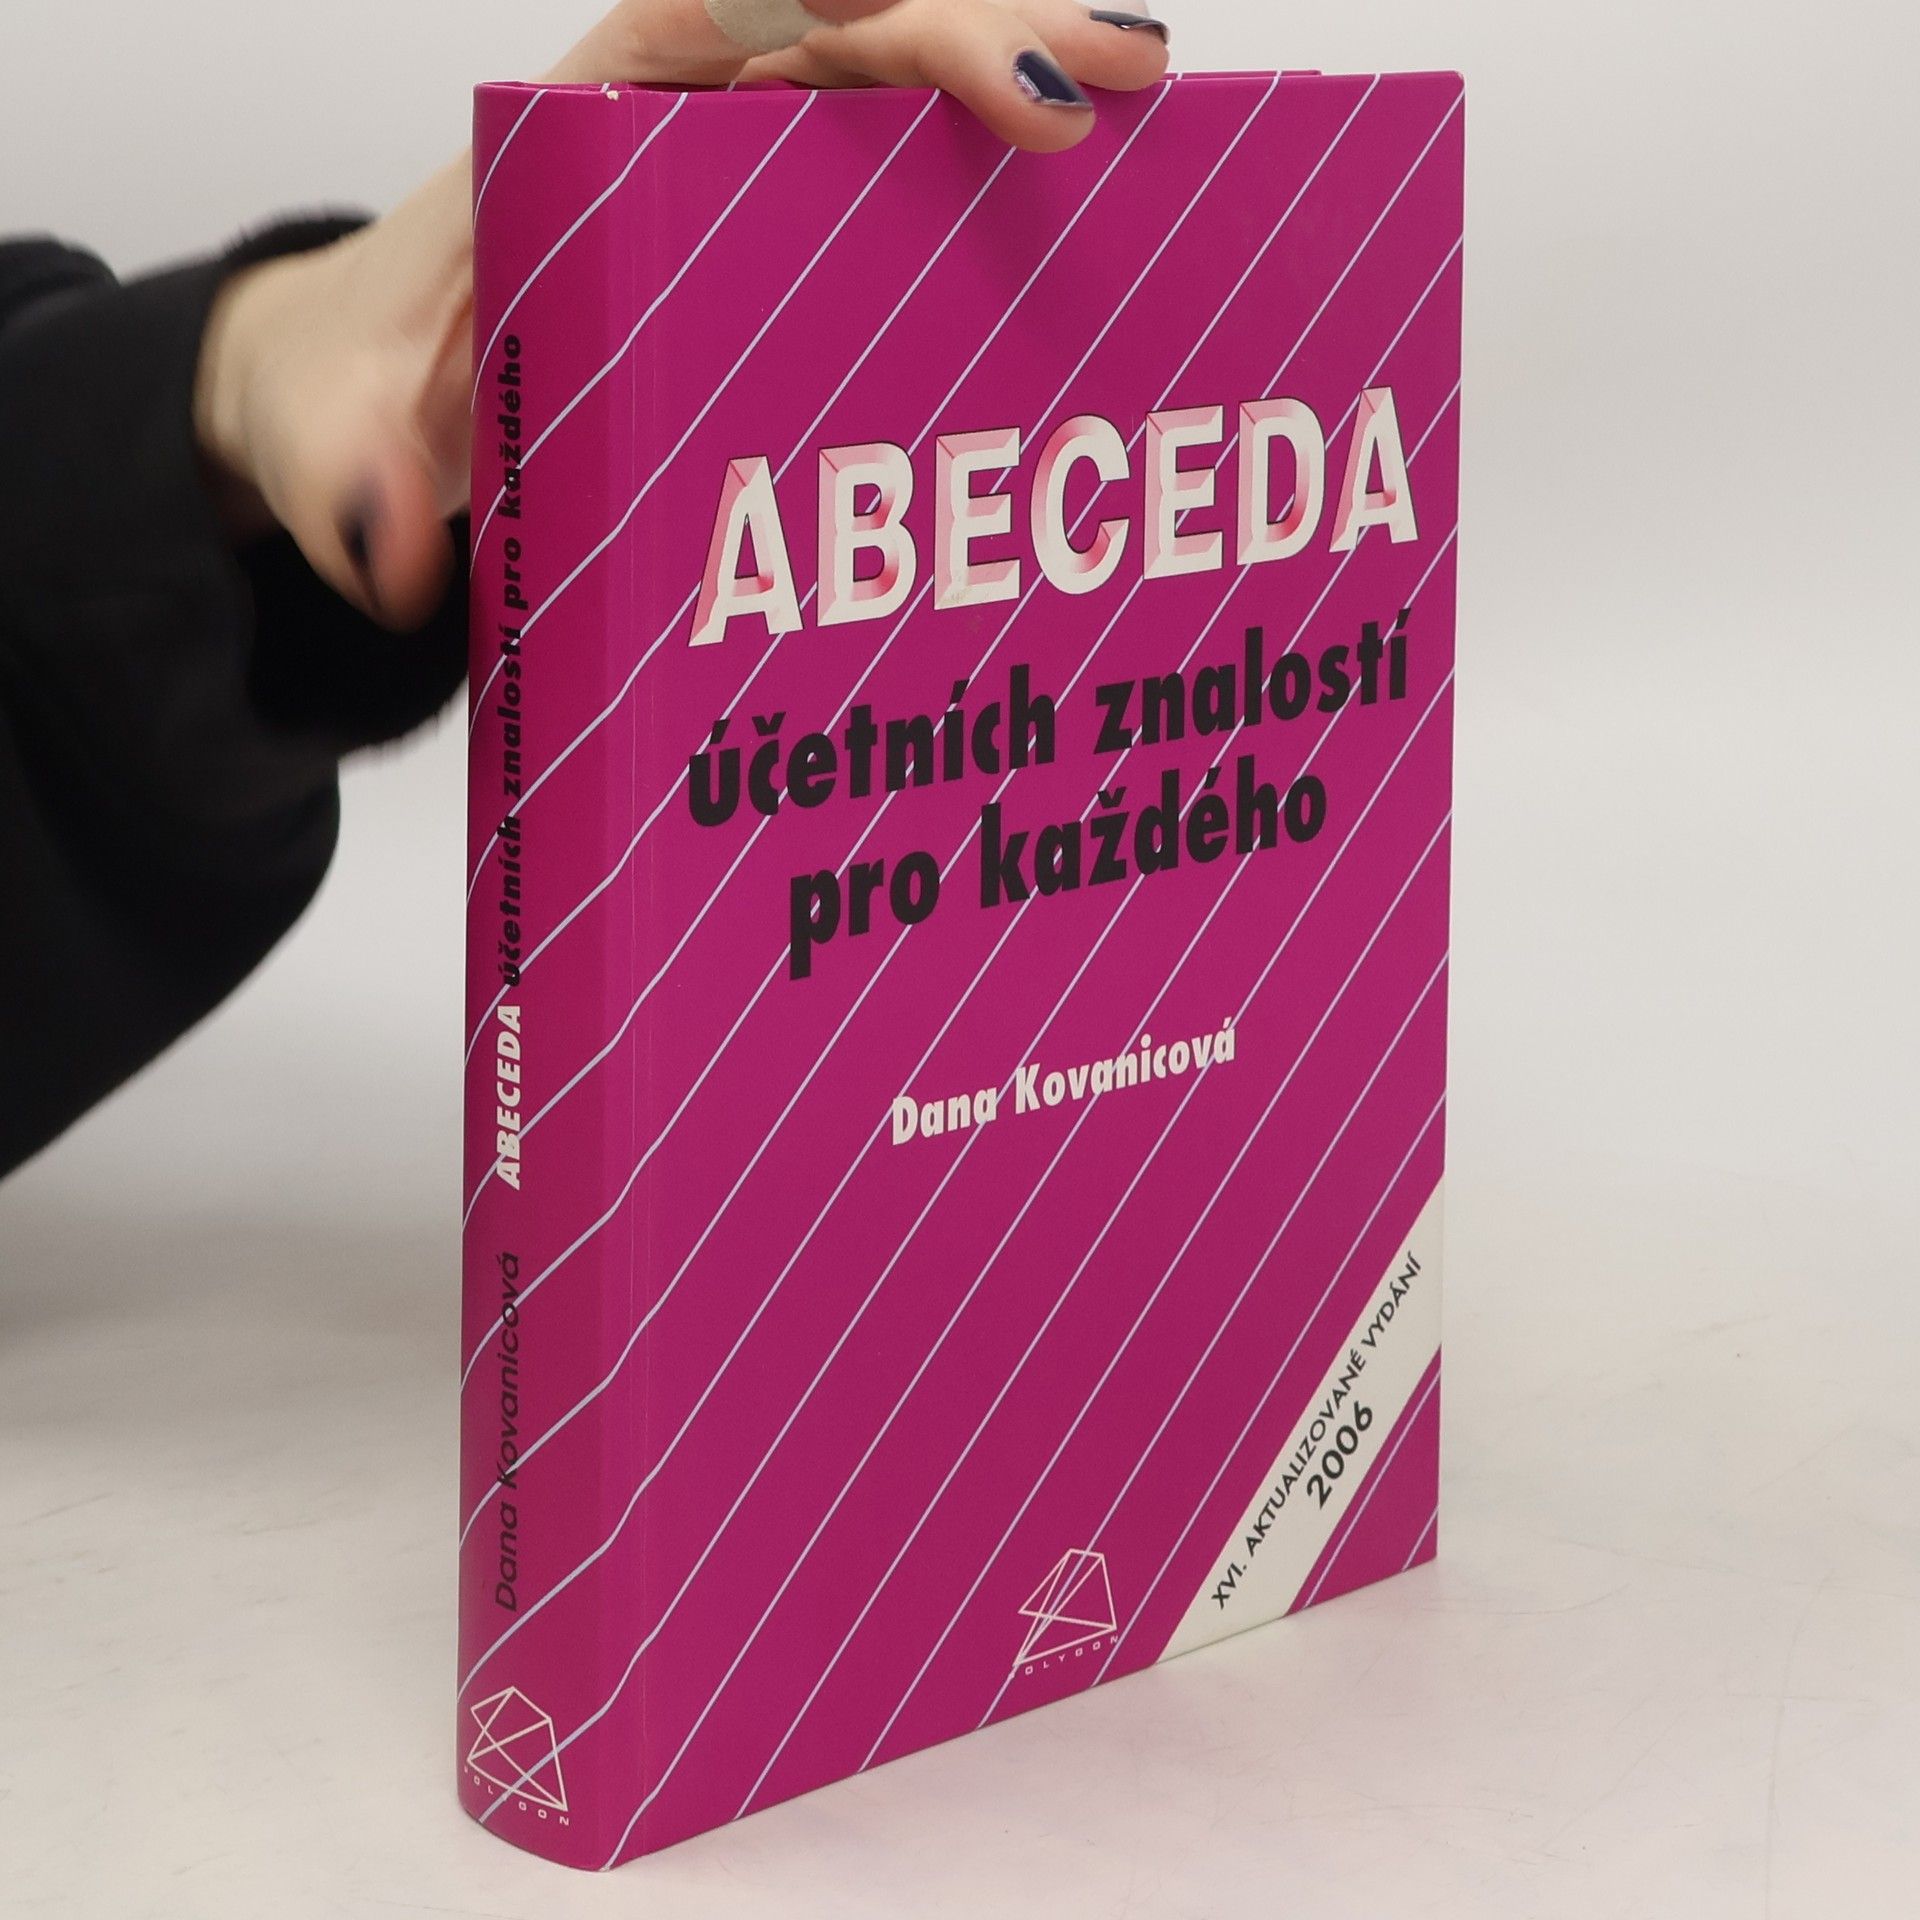 ABECEDA
účetních znalostí
pro každého
Dana Kovanicová
XVI. AKTUALIZOVANÉ VYDÁNÍ
2006
POLYGON
Dana Kovanicová ABECEDA účetních znalostí pro každého
POLYGON